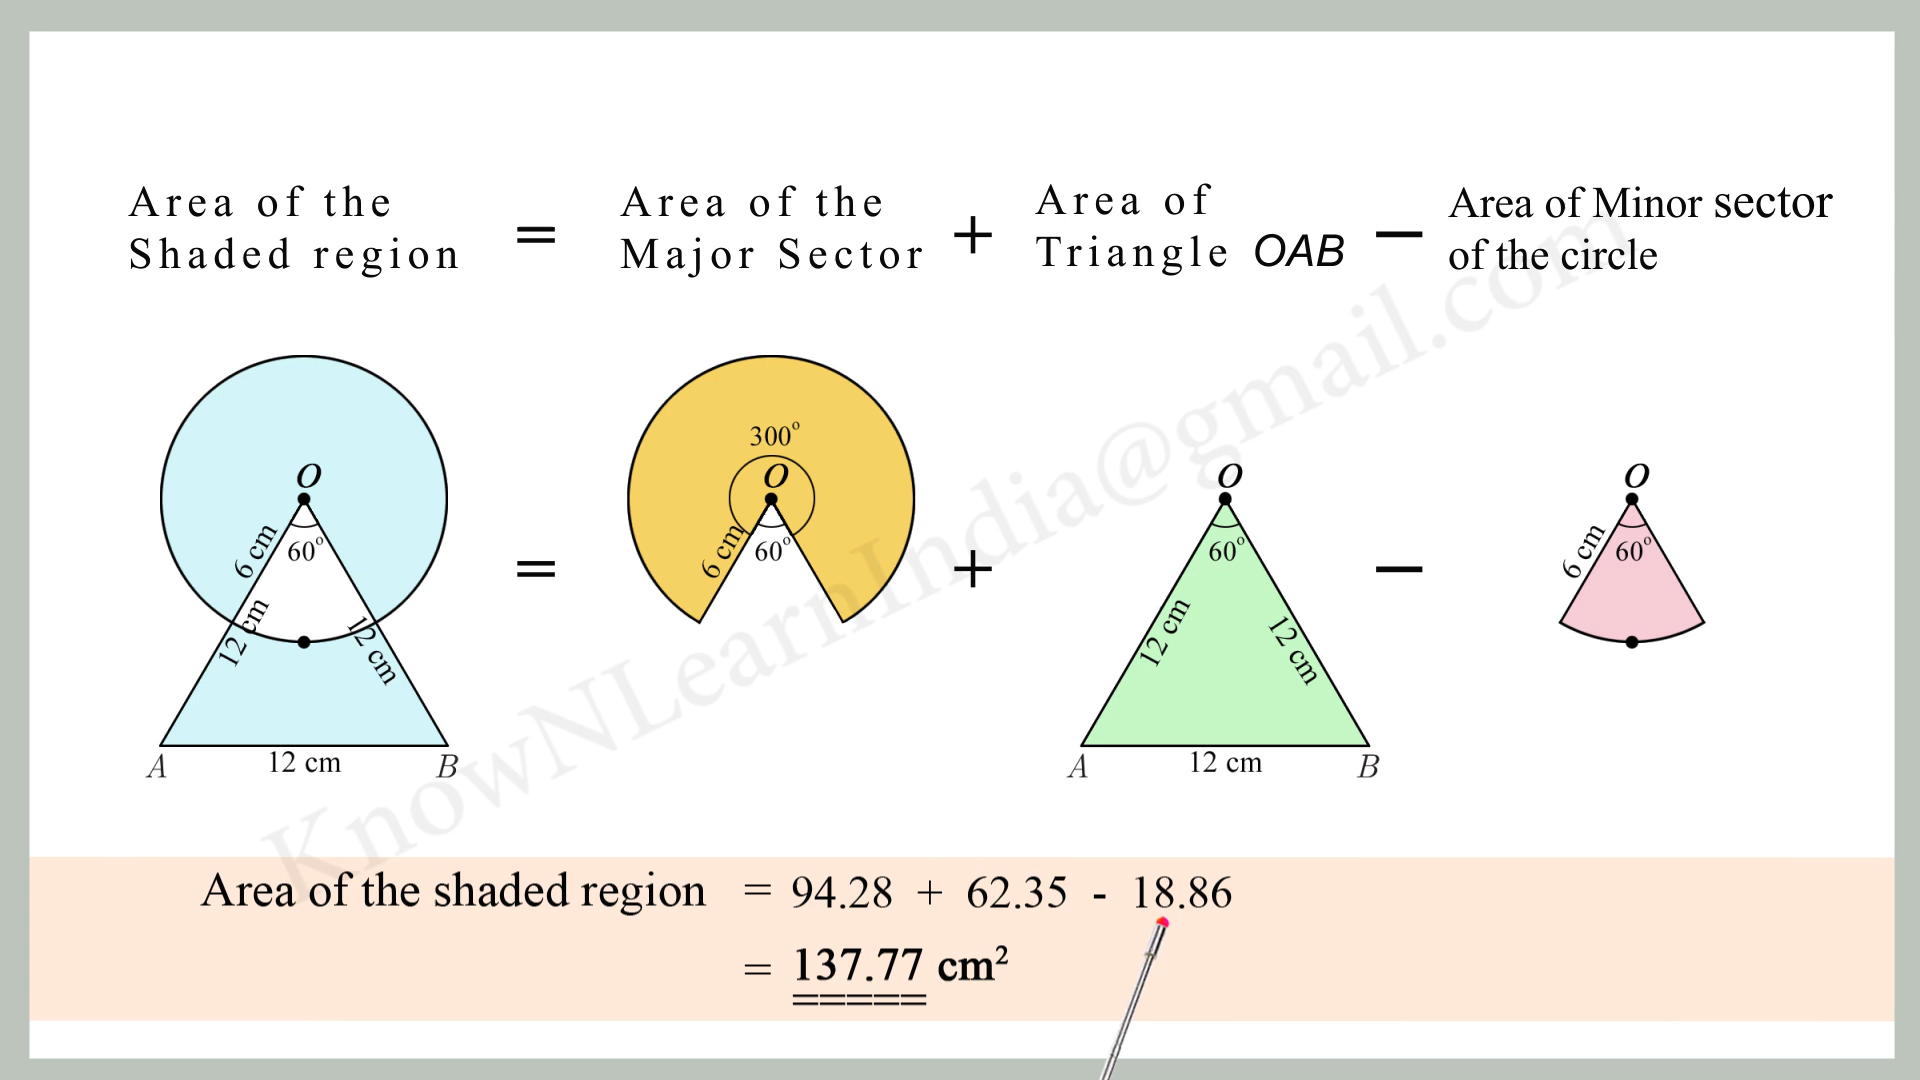 Area of the
Shaded region
=
Area of the
Major Sector
+
Area of
Triangle OAB
−
Area of Minor sector
of the circle
O
6 cm
60°
12 cm
12 cm
A
12 cm
B
=
300°
O
6 cm
60°
+
O
60°
12 cm
12 cm
A
12 cm
B
−
O
6 cm
60°
KnowNLearnIndia@gmail.com
Area of the shaded region = 94.28 + 62.35 - 18.86
= 137.77 cm²